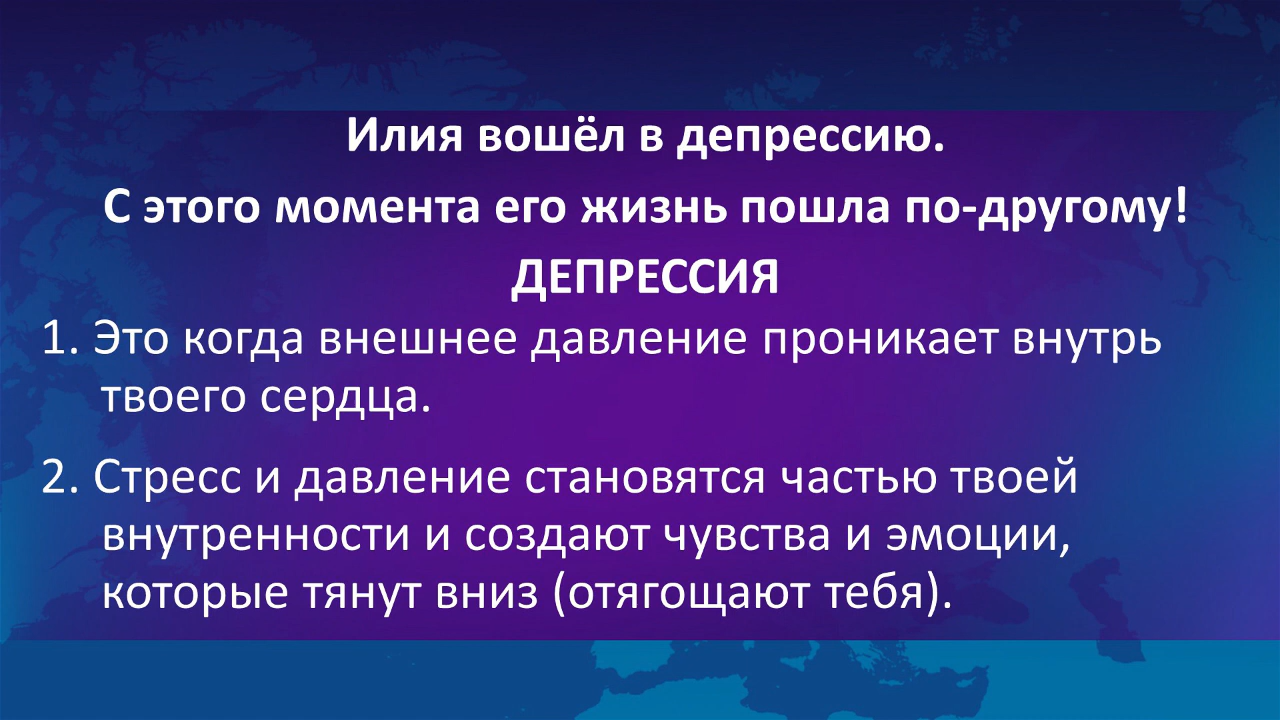 Илия вошёл в депрессию.
С этого момента его жизнь пошла по-другому!
ДЕПРЕССИЯ
1. Это когда внешнее давление проникает внутрь
твоего сердца.
2. Стресс и давление становятся частью твоей
внутренности и создают чувства и эмоции,
которые тянут вниз (отягощают тебя).